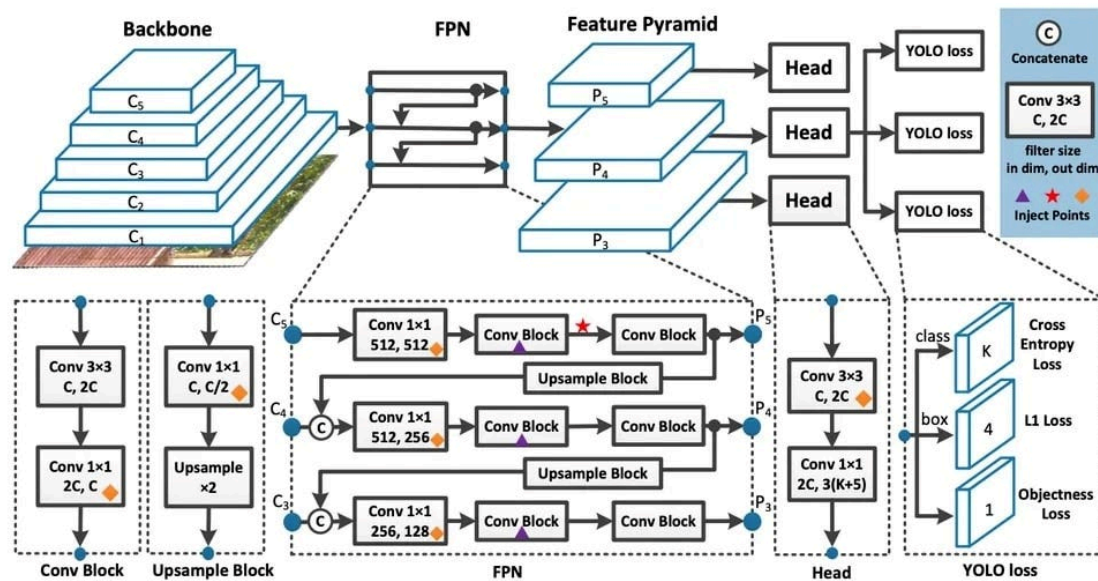 Backbone
FPN
Feature Pyramid
C5
C4
C3
C2
C1
P5
P4
P3
Head
Head
Head
YOLO loss
YOLO loss
YOLO loss
C
Concatenate
Conv 3×3
C, 2C
filter size
in dim, out dim
Inject Points
Conv 3×3
C, 2C
Conv 1×1
2C, C
Conv Block
Conv 1×1
C, C/2
Upsample
×2
Upsample Block
C5
Conv 1×1
512, 512
Conv Block
Conv Block
P5
Upsample Block
C4
C
Conv 1×1
512, 256
Conv Block
Conv Block
P4
Upsample Block
C3
C
Conv 1×1
256, 128
Conv Block
Conv Block
P3
FPN
Conv 3×3
C, 2C
Conv 1×1
2C, 3(K+5)
Head
class
K
Cross
Entropy
Loss
box
4
L1 Loss
1
Objectness
Loss
YOLO loss